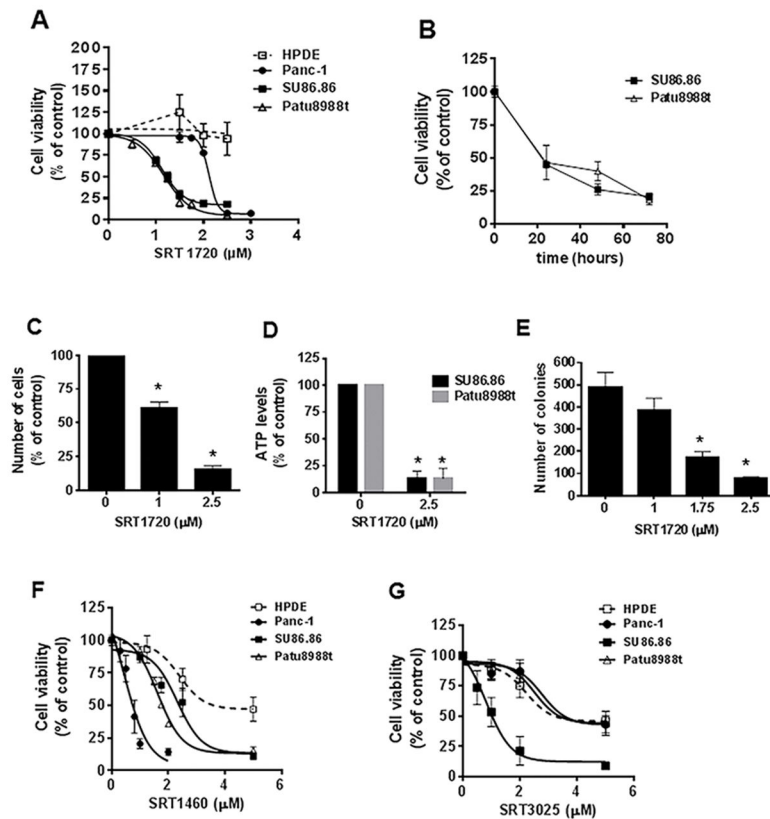 A
HPDE
Panc-1
SU86.86
Patu8988t
Cell viability
(% of control)
200
175
150
125
100
75
50
25
0
0 1 2 3 4
SRT 1720 (µM)
B
SU86.86
Patu8988t
Cell viability
(% of control)
125
100
75
50
25
0
0 20 40 60 80
time (hours)
C
Number of cells
(% of control)
100
75
50
25
0
* *
0 1 2.5
SRT1720 (µM)
D
SU86.86
Patu8988t
ATP levels
(% of control)
125
100
75
50
25
0
* *
0 2.5
SRT1720 (µM)
E
Number of colonies
600
500
400
300
200
100
0
* *
0 1 1.75 2.5
SRT1720 (µM)
F
HPDE
Panc-1
SU86.86
Patu8988t
Cell viability
(% of control)
125
100
75
50
25
0
0 2 4 6
SRT1460 (µM)
G
HPDE
Panc-1
SU86.86
Patu8988t
Cell viability
(% of control)
125
100
75
50
25
0
0 2 4 6
SRT3025 (µM)